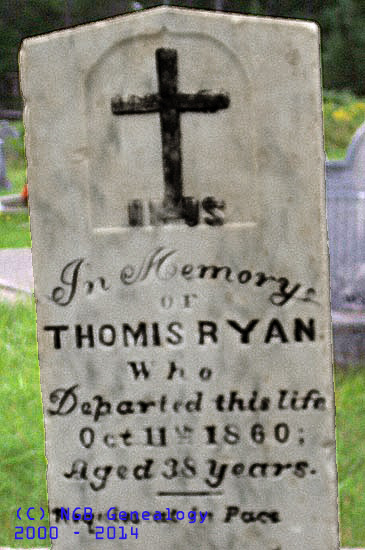 In Memory
OF
THOMIS RYAN.
Who
Departed this life
Oct 11th 1860;
Aged 38 years.
Pace
(C) NGB Genealogy
2000 - 2014